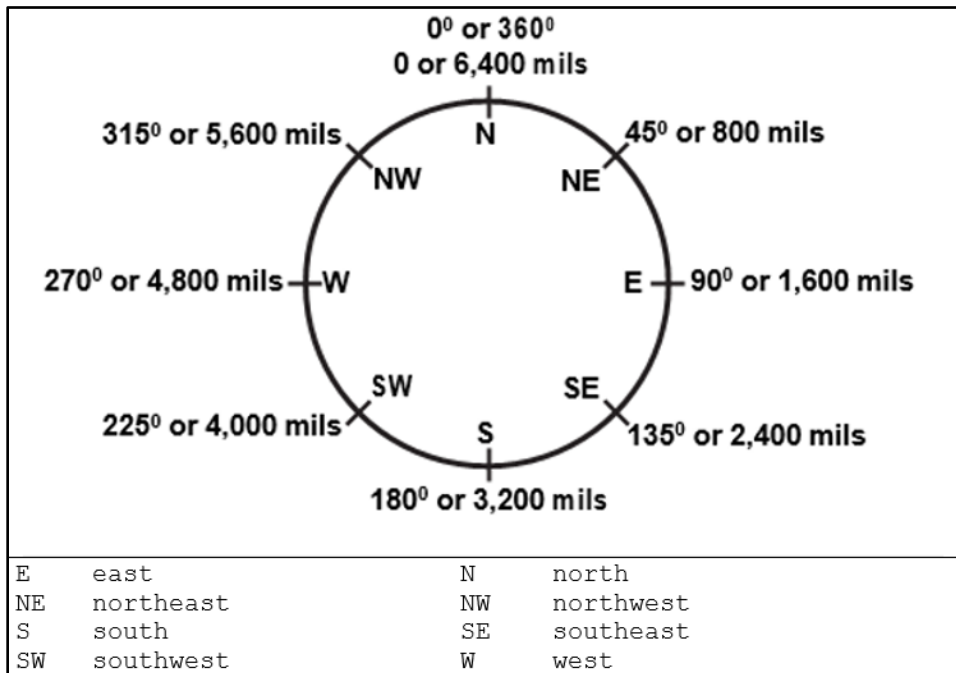 0⁰ or 360⁰
0 or 6,400 mils
N
315⁰ or 5,600 mils
45⁰ or 800 mils
NW
NE
270⁰ or 4,800 mils
W
E
90⁰ or 1,600 mils
SW
SE
225⁰ or 4,000 mils
135⁰ or 2,400 mils
S
180⁰ or 3,200 mils
E east N north
NE northeast NW northwest
S south SE southeast
SW southwest W west